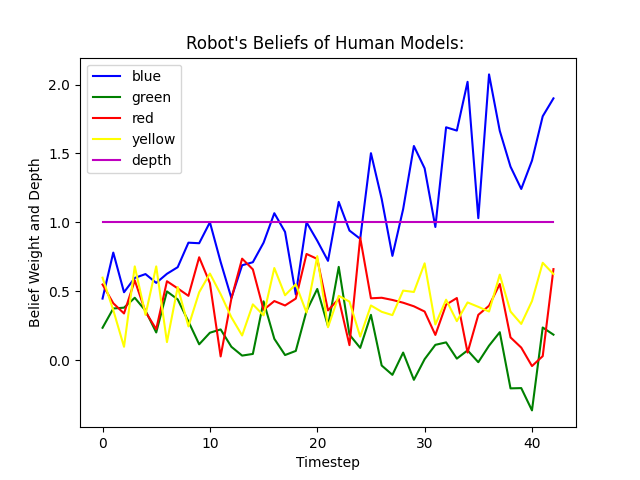 Robot's Beliefs of Human Models:
blue
green
red
yellow
depth
Belief Weight and Depth
2.0
1.5
1.0
0.5
0.0
0 10 20 30 40
Timestep